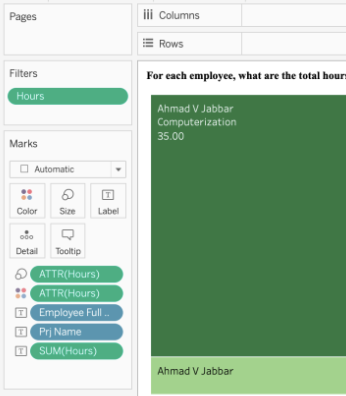 Pages
Columns
Rows
Filters
Hours
Marks
Automatic
Color
Size
Label
Detail
Tooltip
ATTR(Hours)
ATTR(Hours)
Employee Full ..
Prj Name
SUM(Hours)
For each employee, what are the total hours
Ahmad V Jabbar
Computerization
35.00
Ahmad V Jabbar